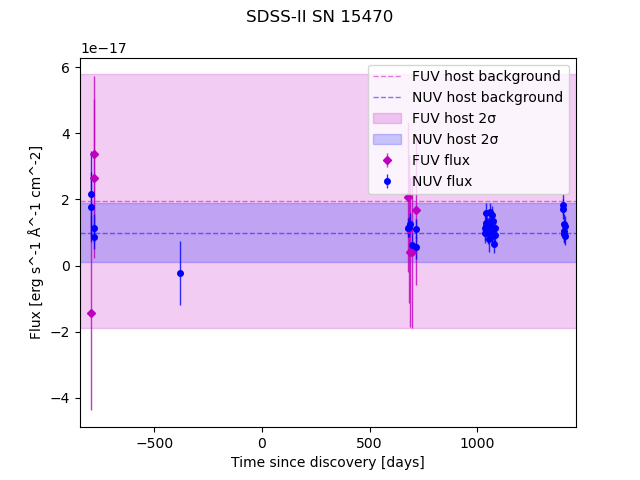 SDSS-II SN 15470
1e−17
FUV host background
NUV host background
FUV host 2σ
NUV host 2σ
FUV flux
NUV flux
6
4
2
0
−2
−4
Flux [erg s^-1 Å^-1 cm^-2]
−500
0
500
1000
Time since discovery [days]